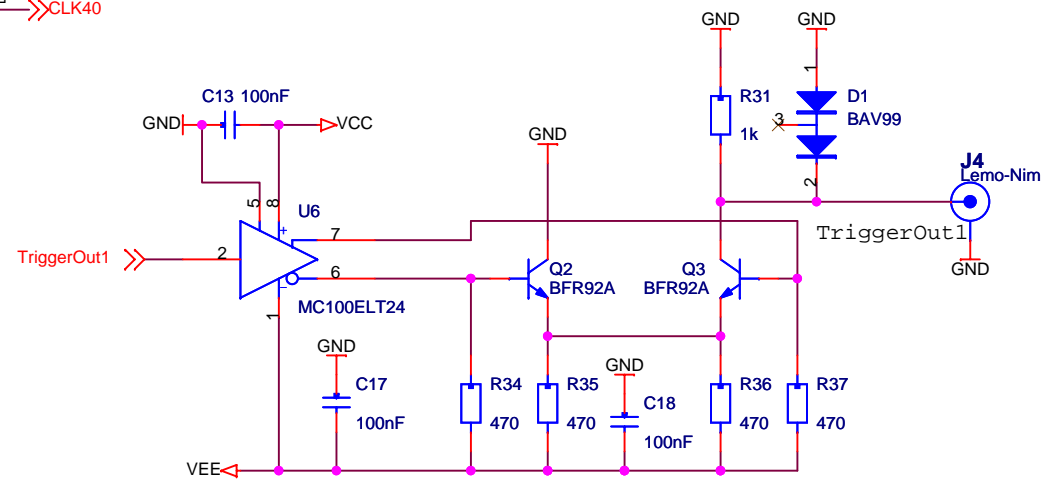 CLK40
GND
GND
C13 100nF
R31
D1
1
GND
VCC
3
BAV99
1k
GND
J4
Lemo-Nim
2
5
8
U6
+
7
TriggerOut1
TriggerOut1
2
Q2
Q3
GND
6
BFR92A
BFR92A
-
MC100ELT24
1
GND
GND
C17
R34
R35
R36
R37
C18
100nF
470
470
470
470
100nF
VEE